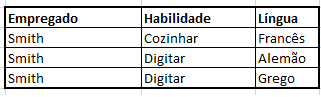 Empregado Habilidade Língua
Smith Cozinhar Francês
Smith Digitar Alemão
Smith Digitar Grego